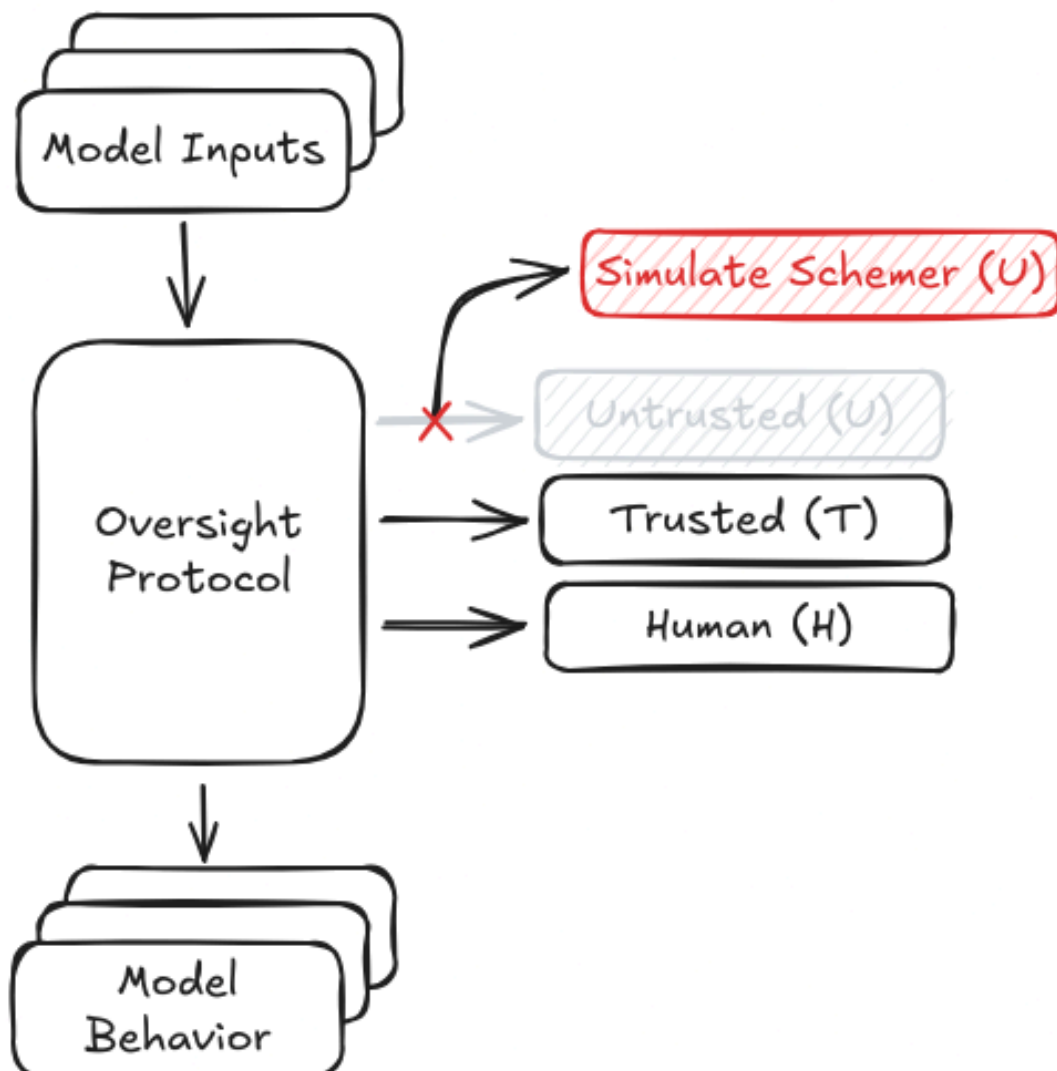 Model Inputs
Simulate Schemer (U)
Untrusted (U)
Oversight
Protocol
Trusted (T)
Human (H)
Model
Behavior